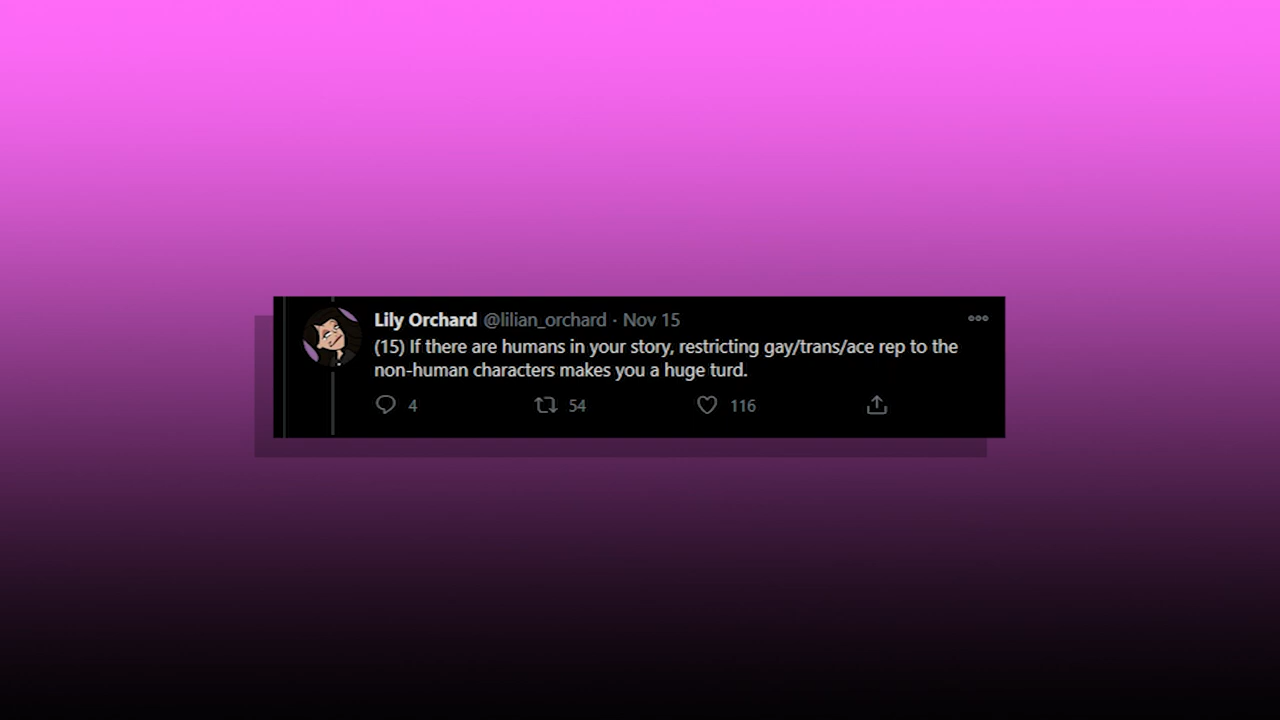 Lily Orchard @lilian_orchard · Nov 15
(15) If there are humans in your story, restricting gay/trans/ace rep to the
non-human characters makes you a huge turd.
4 54 116